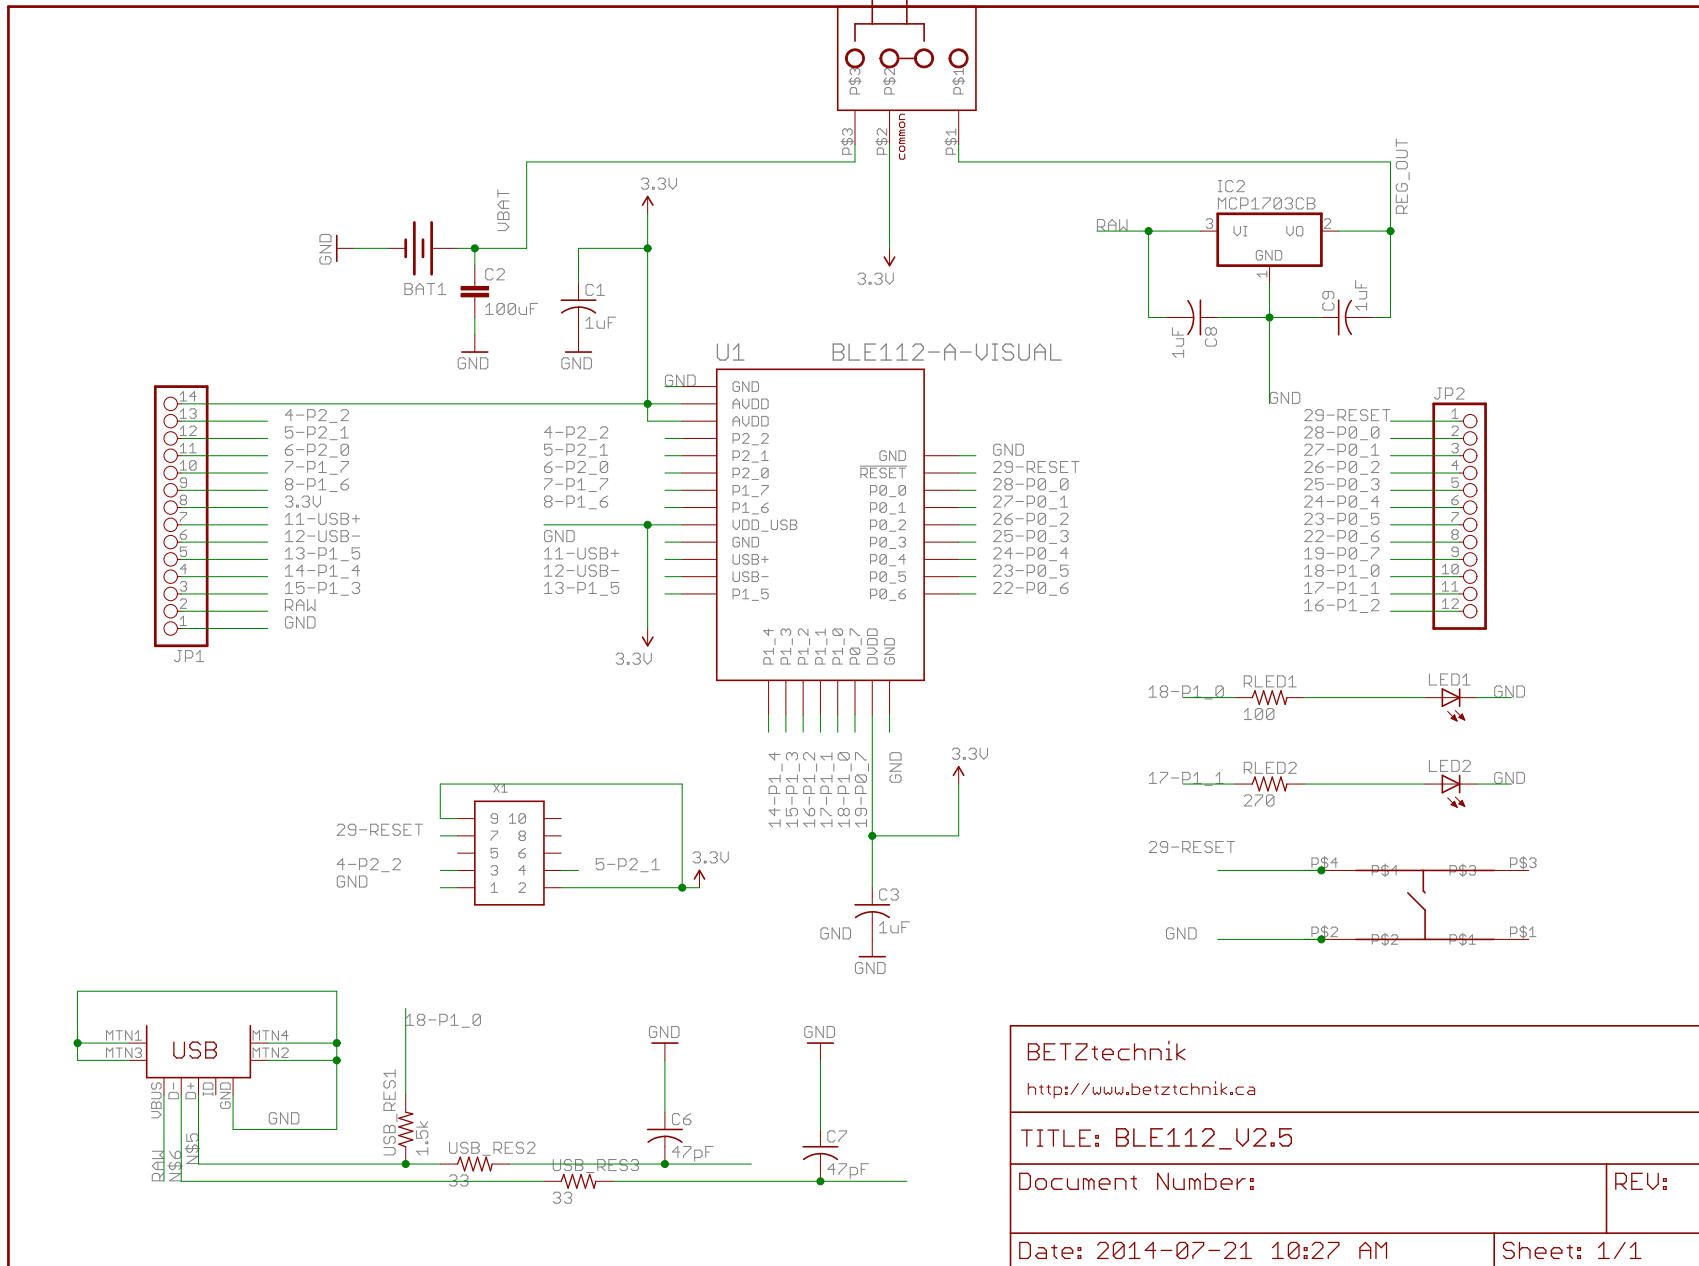 P$3
P$2
P$1
P$3
P$2
common
P$1
3.3V
VBAT
GND
BAT1
C2
100uF
GND
C1
1uF
GND
3.3V
REG_OUT
IC2
MCP1703CB
RAW
3
VI
VO
2
GND
1
C8
1uF
C9
1uF
GND
U1
BLE112-A-VISUAL
GND
GND
AVDD
AVDD
4-P2_2
P2_2
5-P2_1
P2_1
6-P2_0
P2_0
7-P1_7
P1_7
8-P1_6
P1_6
VDD_USB
GND
GND
11-USB+
USB+
12-USB-
USB-
13-P1_5
P1_5
3.3V
GND
GND
RESET
29-RESET
P0_0
28-P0_0
P0_1
27-P0_1
P0_2
26-P0_2
P0_3
25-P0_3
P0_4
24-P0_4
P0_5
23-P0_5
P0_6
22-P0_6
P1_4
P1_3
P1_2
P1_1
P1_0
P0_7
DVDD
GND
14-P1_4
15-P1_3
16-P1_2
17-P1_1
18-P1_0
19-P0_7
GND
3.3V
C3
1uF
GND
GND
14
13 4-P2_2
12 5-P2_1
11 6-P2_0
10 7-P1_7
9 8-P1_6
8 3.3V
7 11-USB+
6 12-USB-
5 13-P1_5
4 14-P1_4
3 15-P1_3
2 RAW
1 GND
JP1
JP2
29-RESET 1
28-P0_0 2
27-P0_1 3
26-P0_2 4
25-P0_3 5
24-P0_4 6
23-P0_5 7
22-P0_6 8
19-P0_7 9
18-P1_0 10
17-P1_1 11
16-P1_2 12
18-P1_0
RLED1
100
LED1
GND
17-P1_1
RLED2
270
LED2
GND
29-RESET
P$4
P$4
P$3
P$3
GND
P$2
P$2
P$1
P$1
X1
9 10
29-RESET
7 8
5 6
4-P2_2
3 4
5-P2_1
GND
1 2
3.3V
MTN1
MTN3
USB
MTN4
MTN2
VBUS
D-
D+
ID
GND
GND
RAW
N$6
N$5
18-P1_0
USB_RES1
1.5k
USB_RES2
33
USB_RES3
33
GND
C6
47pF
GND
C7
47pF
BETZtechnik
http://www.betztchnik.ca
TITLE: BLE112_V2.5
Document Number:
REV:
Date: 2014-07-21 10:27 AM
Sheet: 1/1